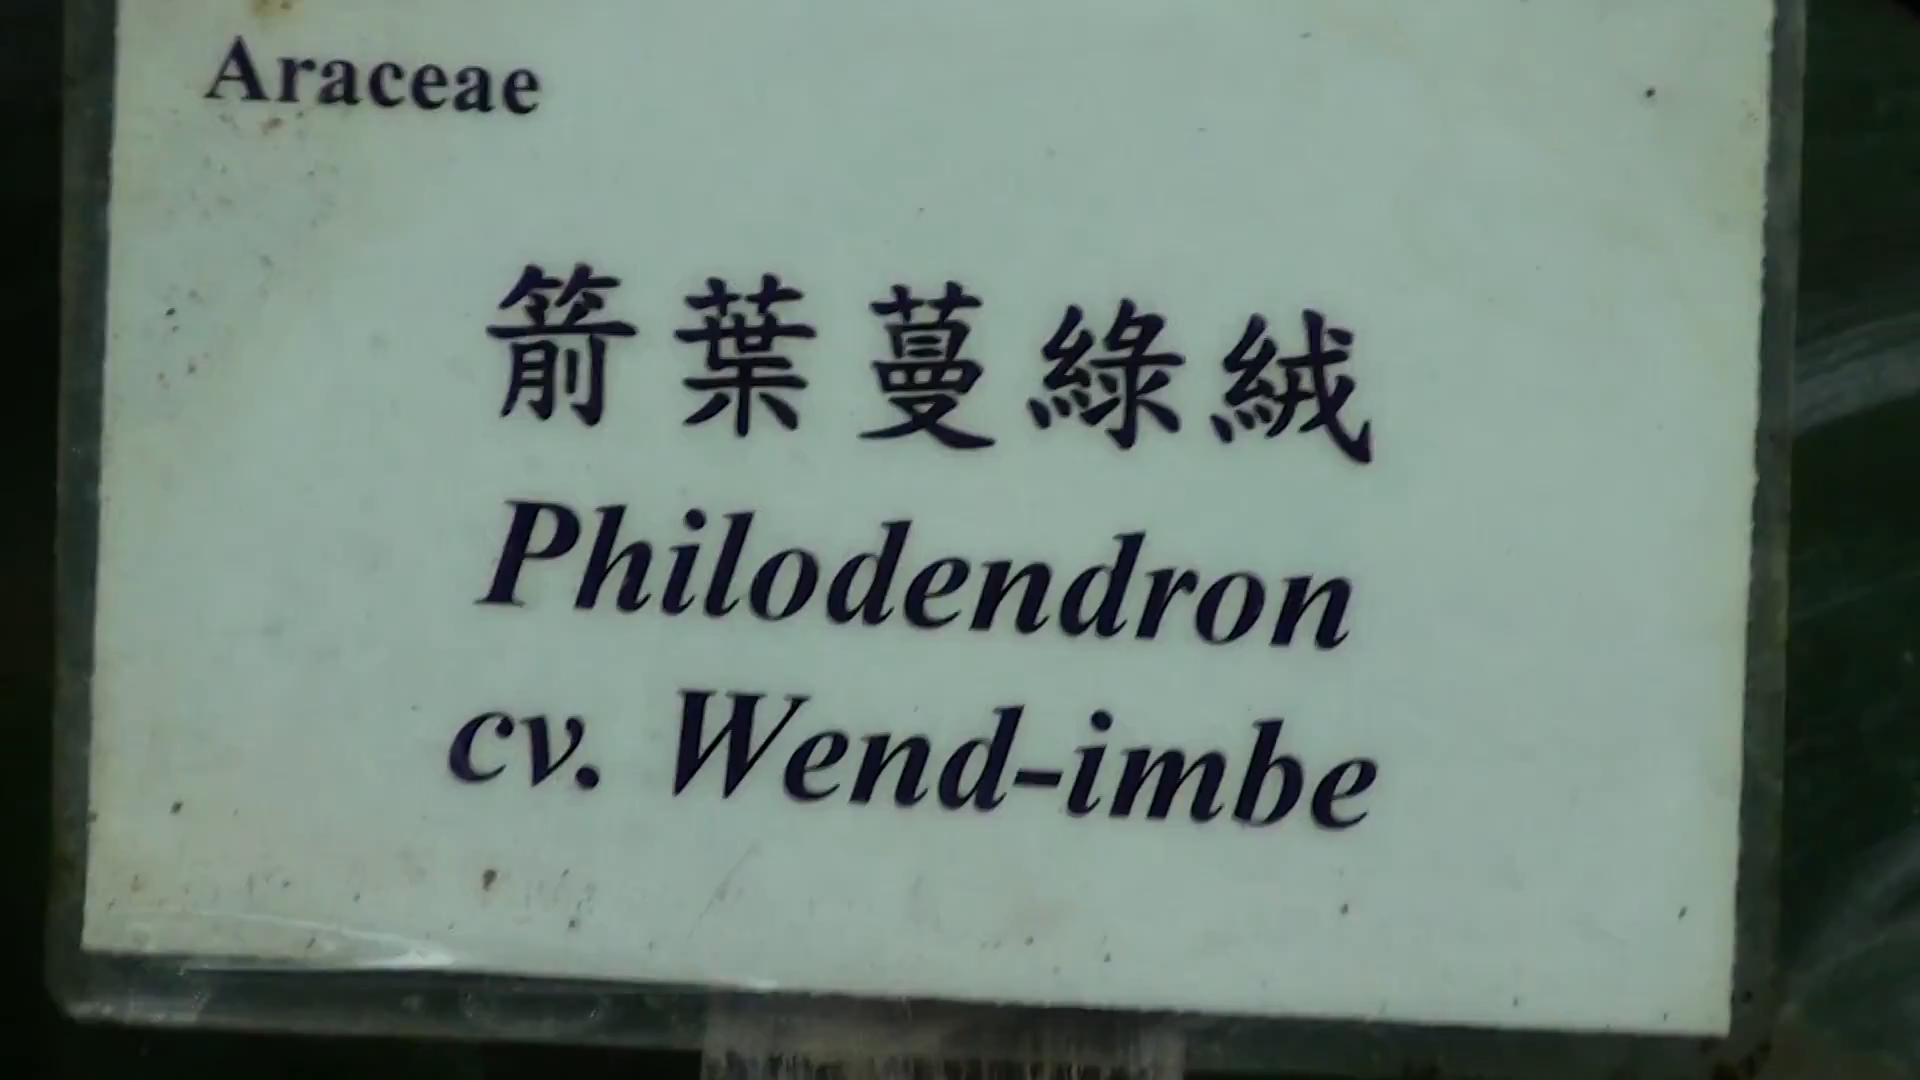 Araceae
箭葉蔓綠絨
Philodendron
cv. Wend-imbe